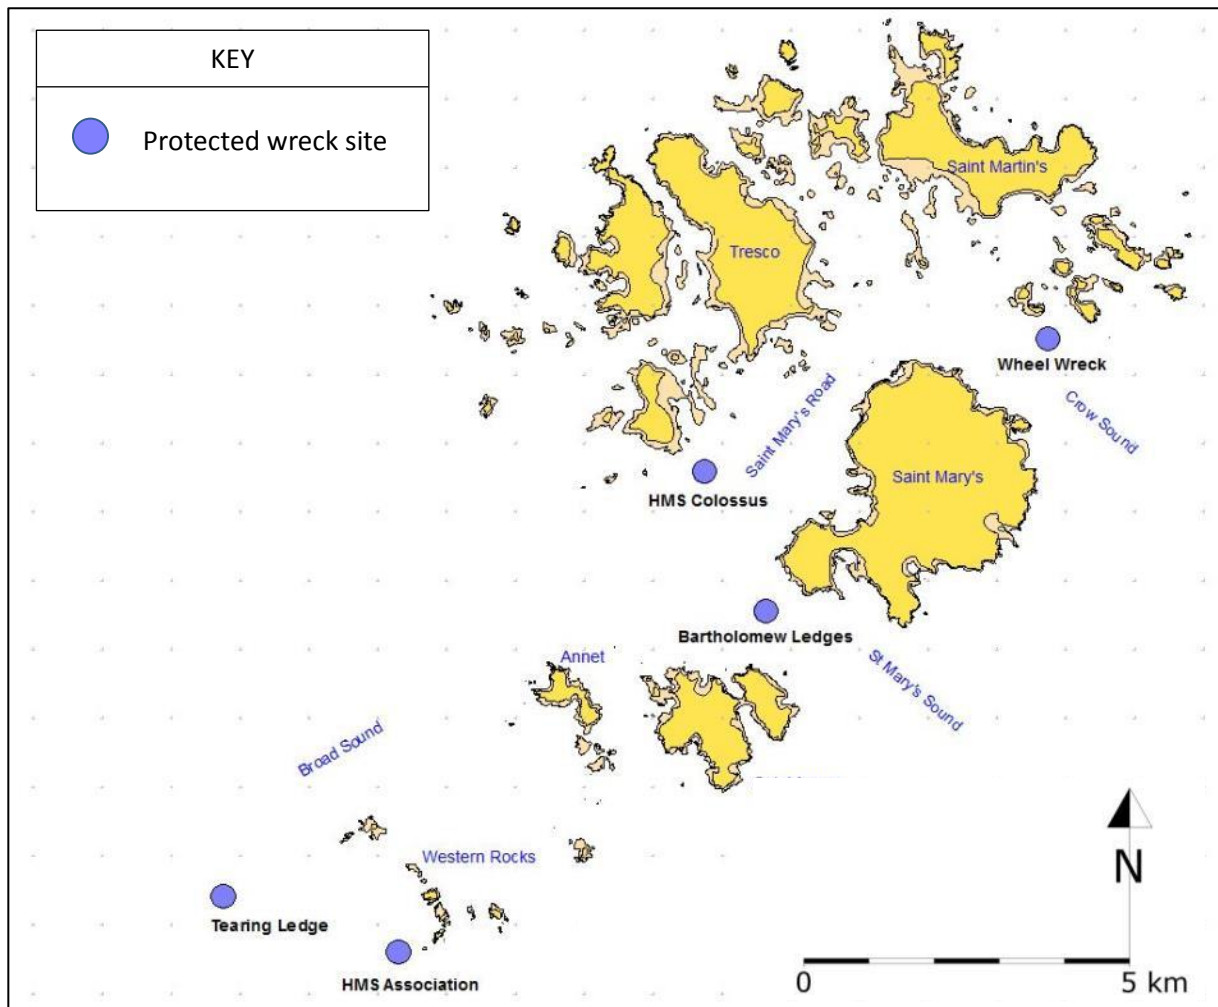 KEY
Protected wreck site
Saint Martin's
Tresco
Wheel Wreck
Saint Mary's Road
Crow Sound
Saint Mary's
HMS Colossus
Bartholomew Ledges
Annet
St Mary's Sound
Broad Sound
Western Rocks
N
Tearing Ledge
HMS Association
0 5 km